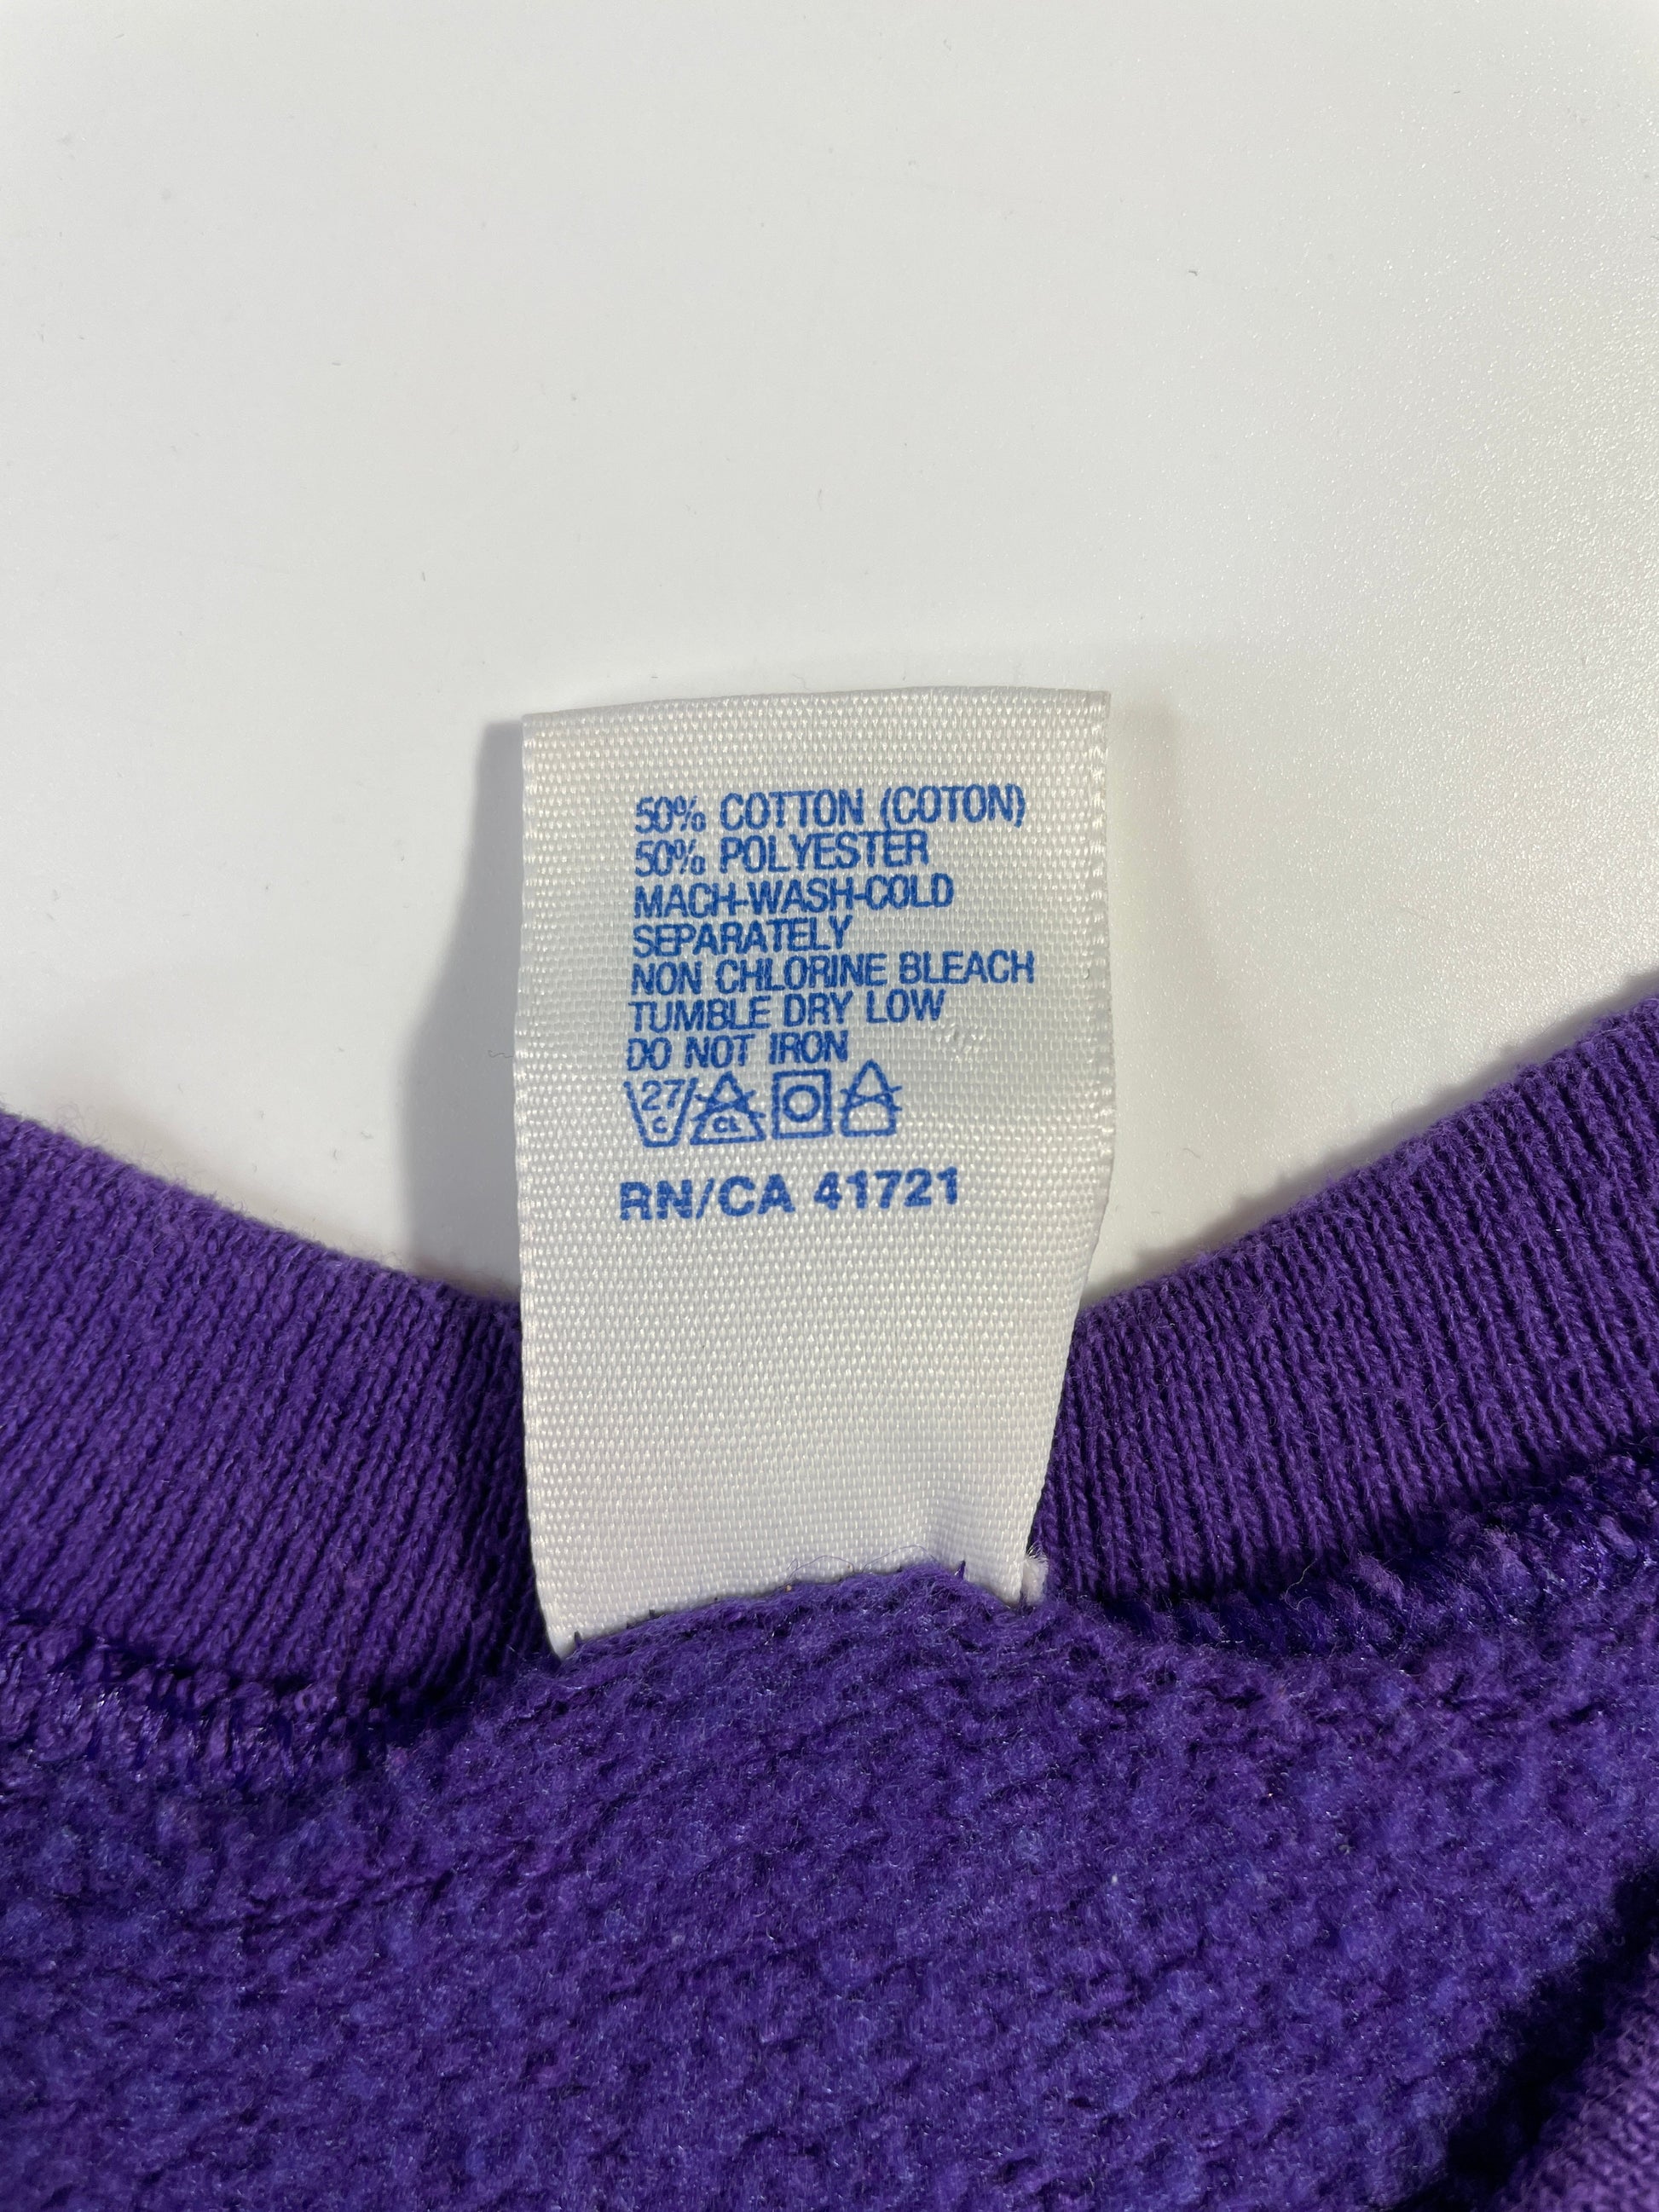 50% COTTON (COTON)
50% POLYESTER
MACH-WASH-COLD
SEPARATELY
NON CHLORINE BLEACH
TUMBLE DRY LOW
DO NOT IRON
27 C CL
RN/CA 41721